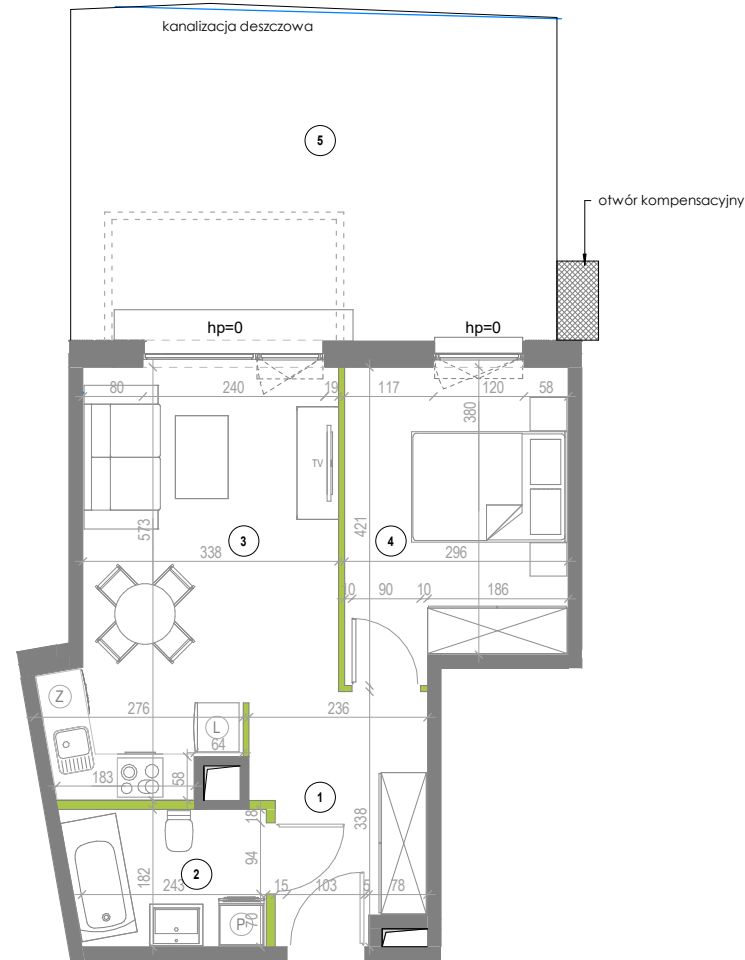 kanalizacja deszczowa
5
otwór kompensacyjny
hp=0 hp=0
80 240 19 117 120 58
380
TV
573
3
421
4
338 296
10 90 10 186
Z
276 L 236
64
183 58
1
18 338
2 94
182 243 15 103 5 78
P 70